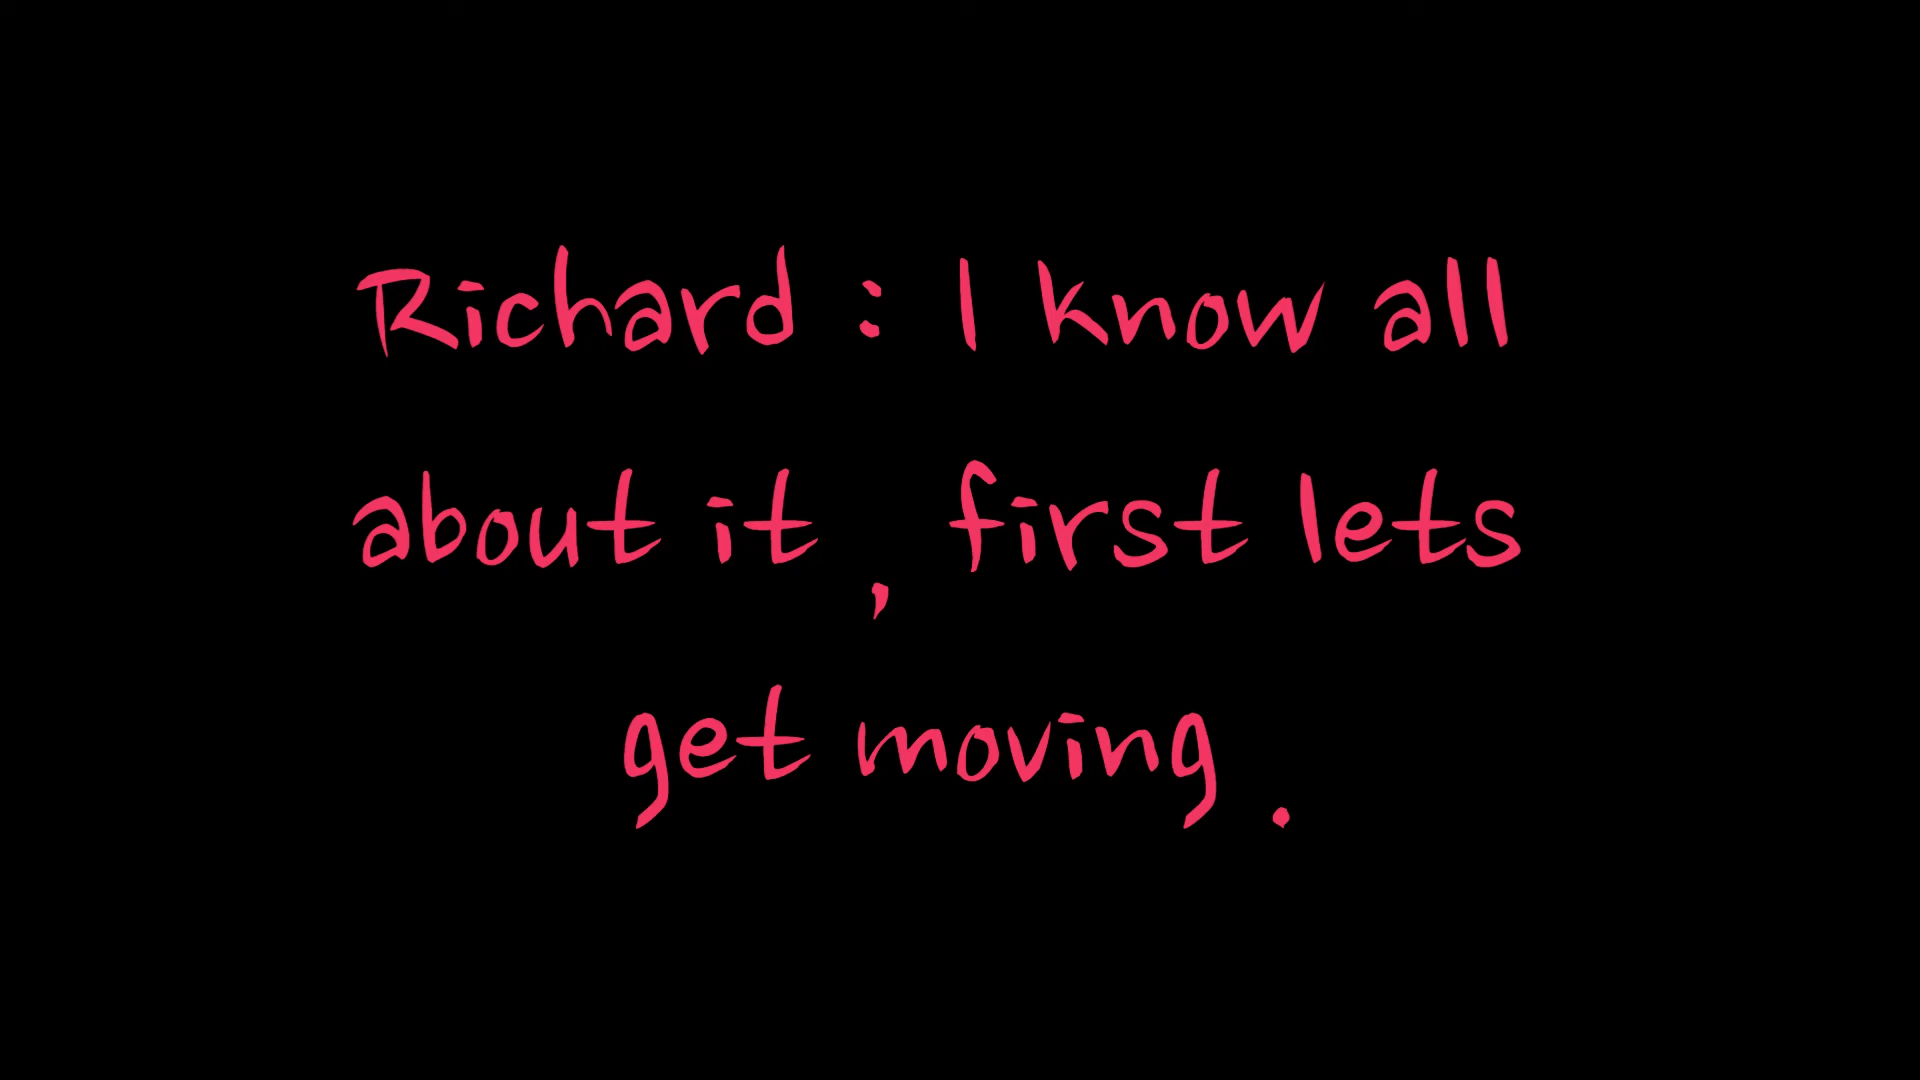 Richard : I know all
about it , first lets
get moving .